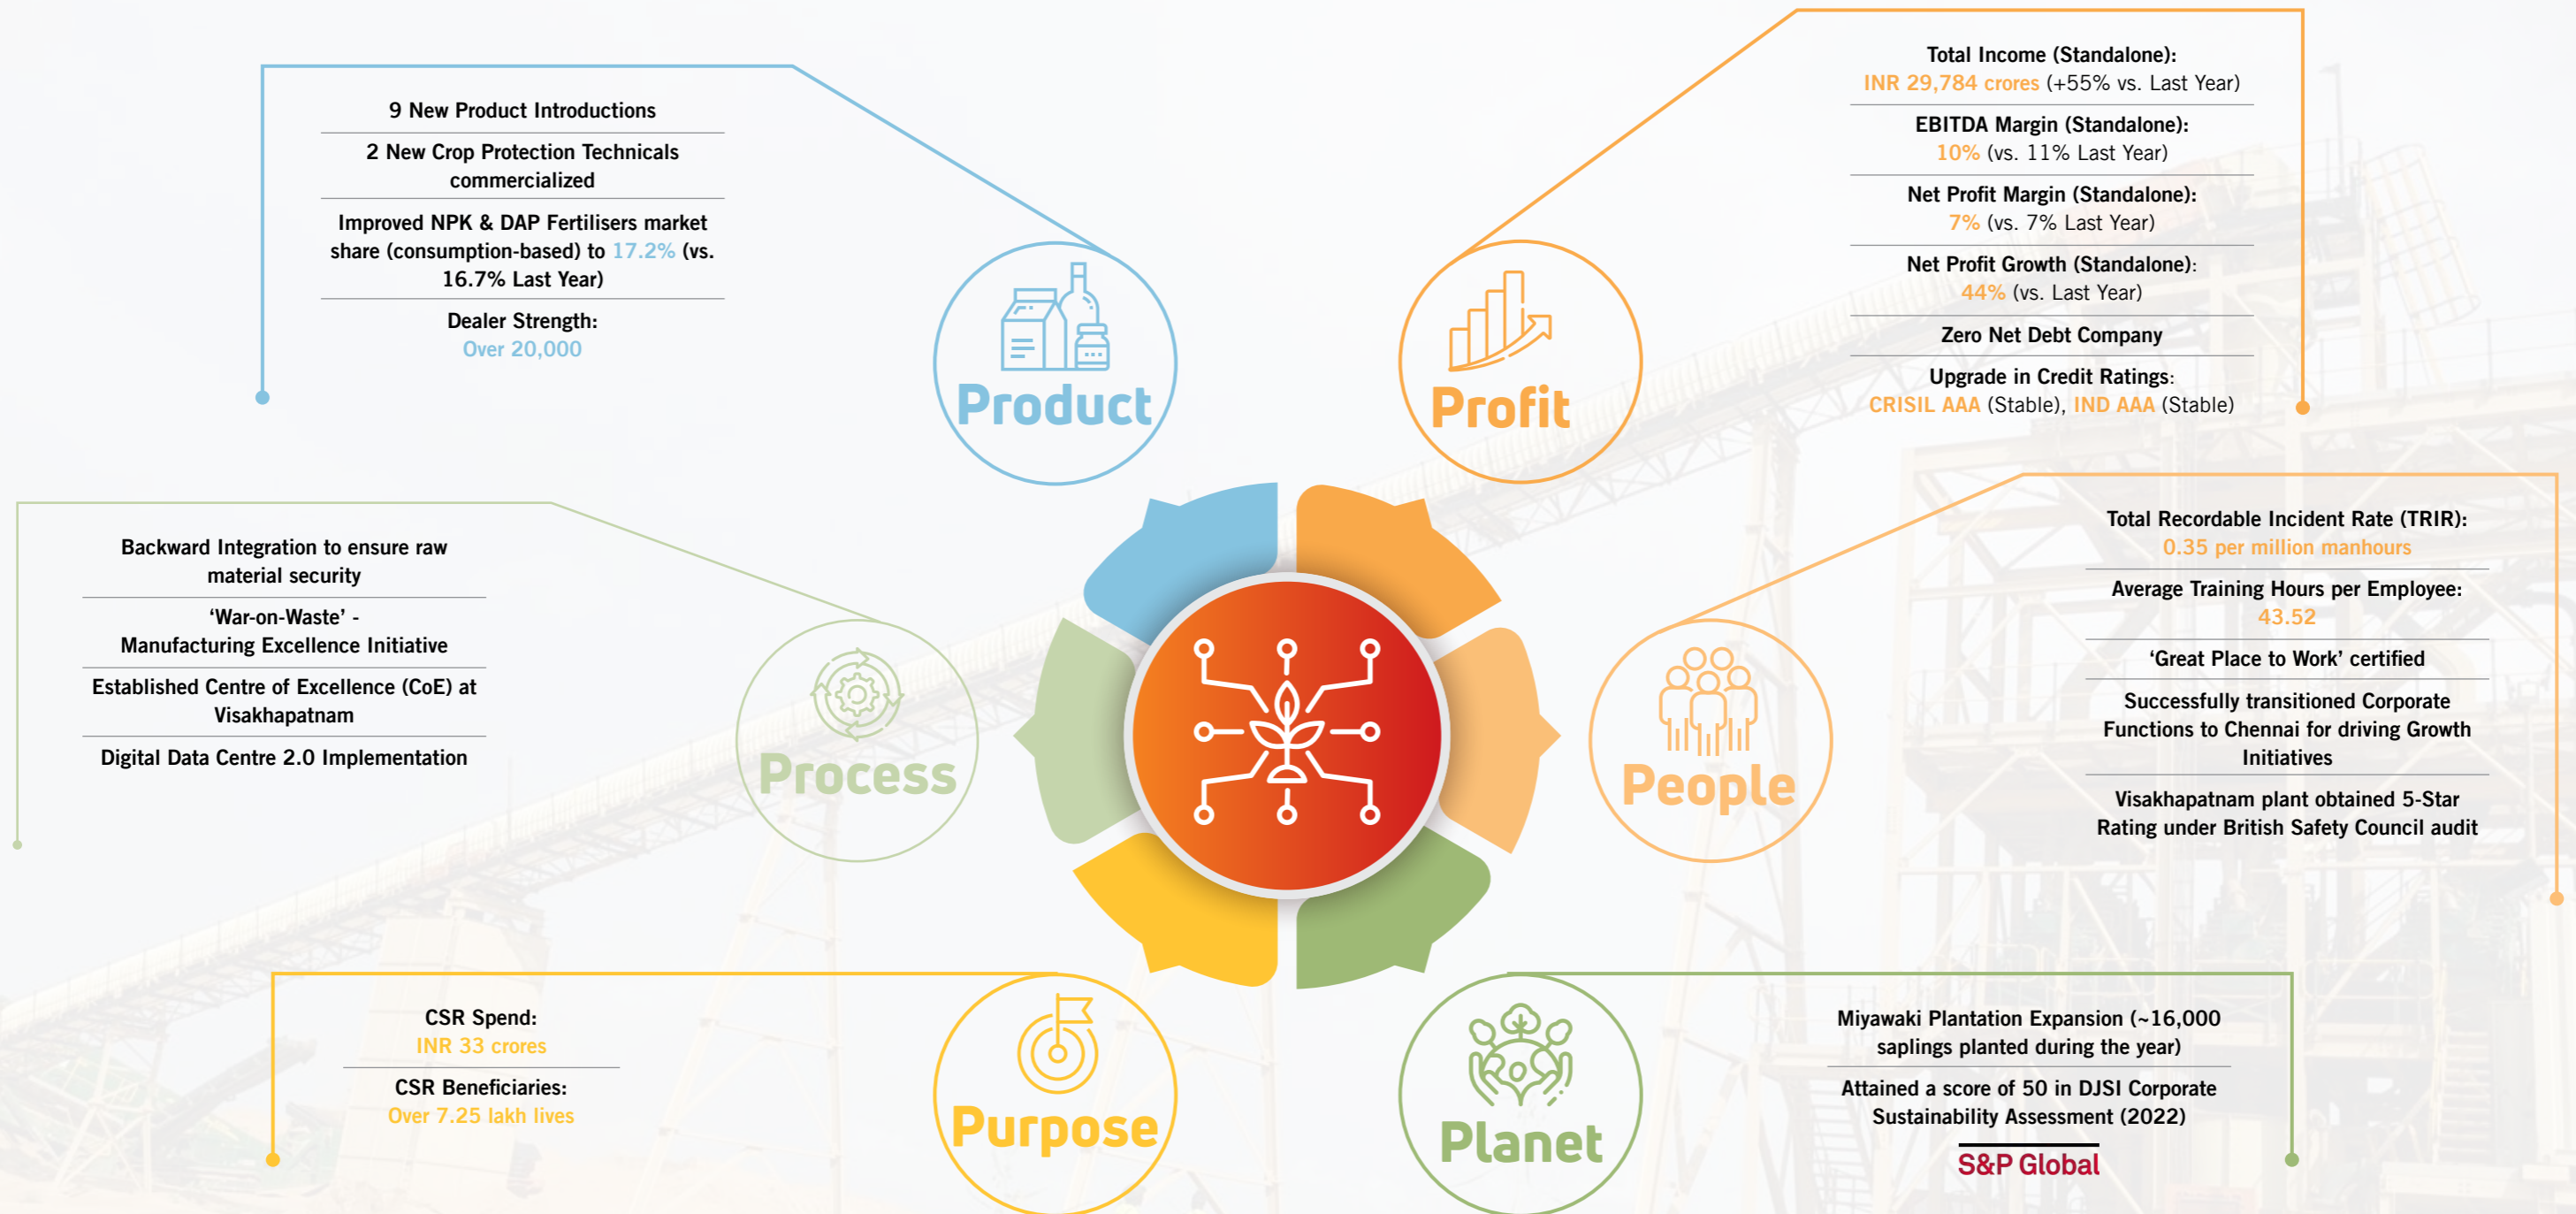 9 New Product Introductions
2 New Crop Protection Technicals
commercialized
Improved NPK & DAP Fertilisers market
share (consumption-based) to 17.2% (vs.
16.7% Last Year)
Dealer Strength:
Over 20,000
Product
Total Income (Standalone):
INR 29,784 crores (+55% vs. Last Year)
EBITDA Margin (Standalone):
10% (vs. 11% Last Year)
Net Profit Margin (Standalone):
7% (vs. 7% Last Year)
Net Profit Growth (Standalone):
44% (vs. Last Year)
Zero Net Debt Company
Upgrade in Credit Ratings:
CRISIL AAA (Stable), IND AAA (Stable)
Profit
Backward Integration to ensure raw
material security
‘War-on-Waste’ -
Manufacturing Excellence Initiative
Established Centre of Excellence (CoE) at
Visakhapatnam
Digital Data Centre 2.0 Implementation
Process
Total Recordable Incident Rate (TRIR):
0.35 per million manhours
Average Training Hours per Employee:
43.52
‘Great Place to Work’ certified
Successfully transitioned Corporate
Functions to Chennai for driving Growth
Initiatives
Visakhapatnam plant obtained 5-Star
Rating under British Safety Council audit
People
CSR Spend:
INR 33 crores
CSR Beneficiaries:
Over 7.25 lakh lives
Purpose
Miyawaki Plantation Expansion (~16,000
saplings planted during the year)
Attained a score of 50 in DJSI Corporate
Sustainability Assessment (2022)
S&P Global
Planet